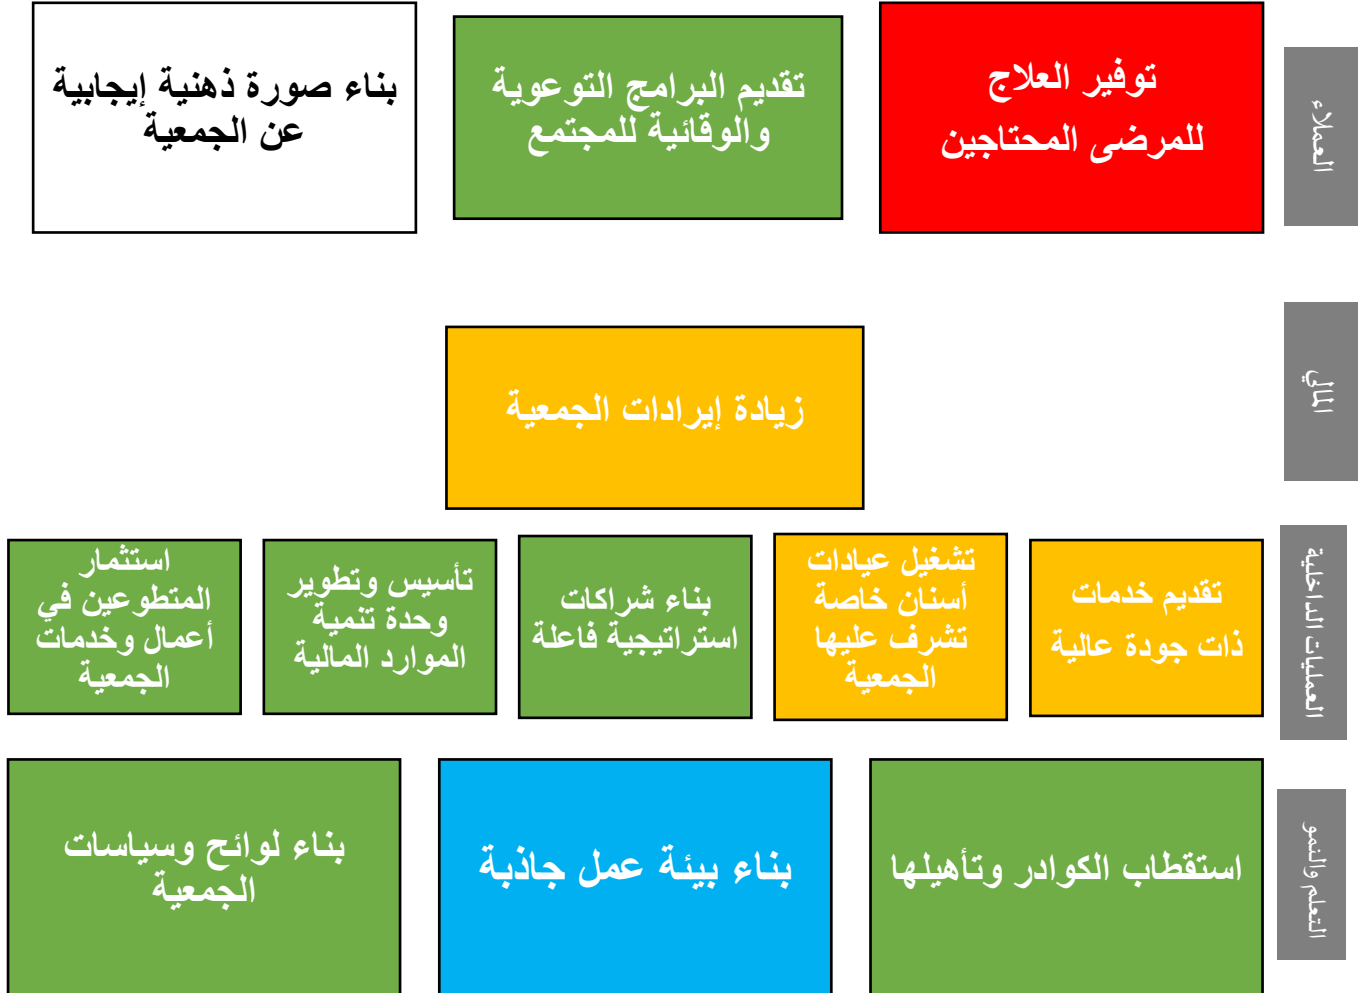 العملاء
توفير العلاج
للمرضى المحتاجين
تقديم البرامج التوعوية
والوقائية للمجتمع
بناء صورة ذهنية إيجابية
عن الجمعية
المالي
زيادة إيرادات الجمعية
العمليات الداخلية
تقديم خدمات
ذات جودة عالية
تشغيل عيادات
أسنان خاصة
تشرف عليها
الجمعية
بناء شراكات
استراتيجية فاعلة
تأسيس وتطوير
وحدة تنمية
الموارد المالية
استثمار
المتطوعين في
أعمال وخدمات
الجمعية
التعلم والنمو
استقطاب الكوادر وتأهيلها
بناء بيئة عمل جاذبة
بناء لوائح وسياسات
الجمعية